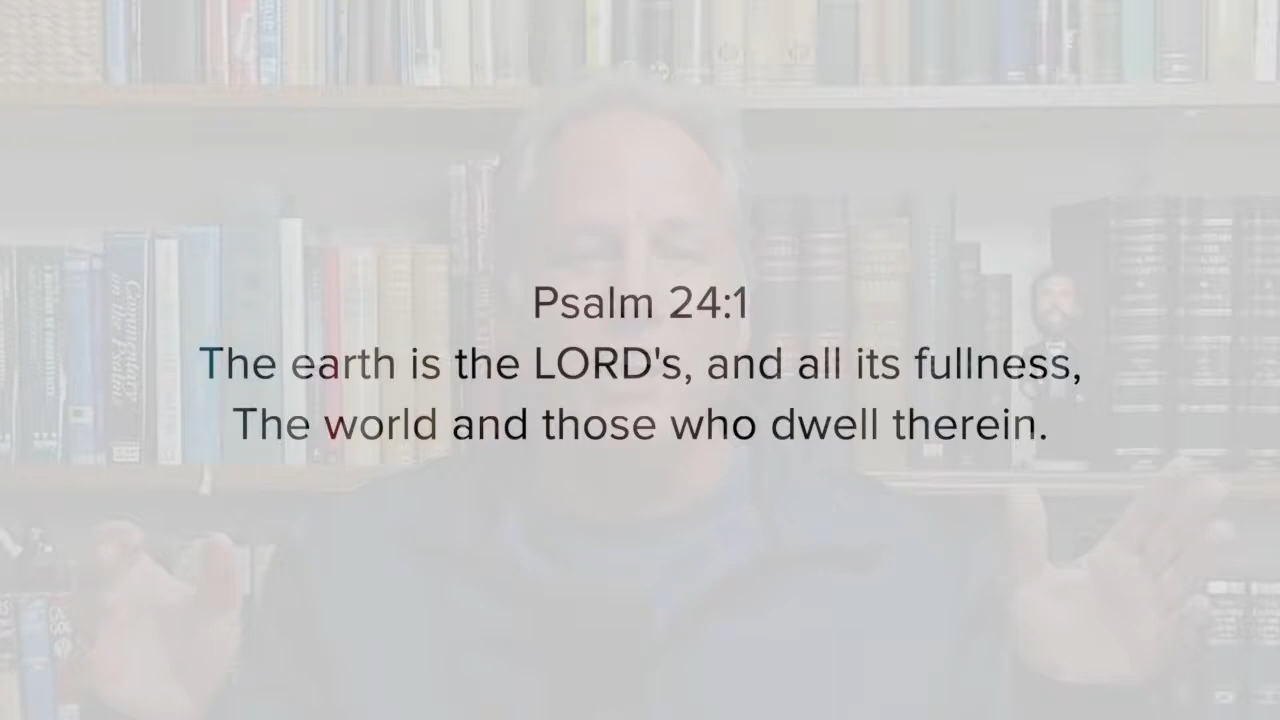 Psalm 24:1
The earth is the LORD's, and all its fullness,
The world and those who dwell therein.